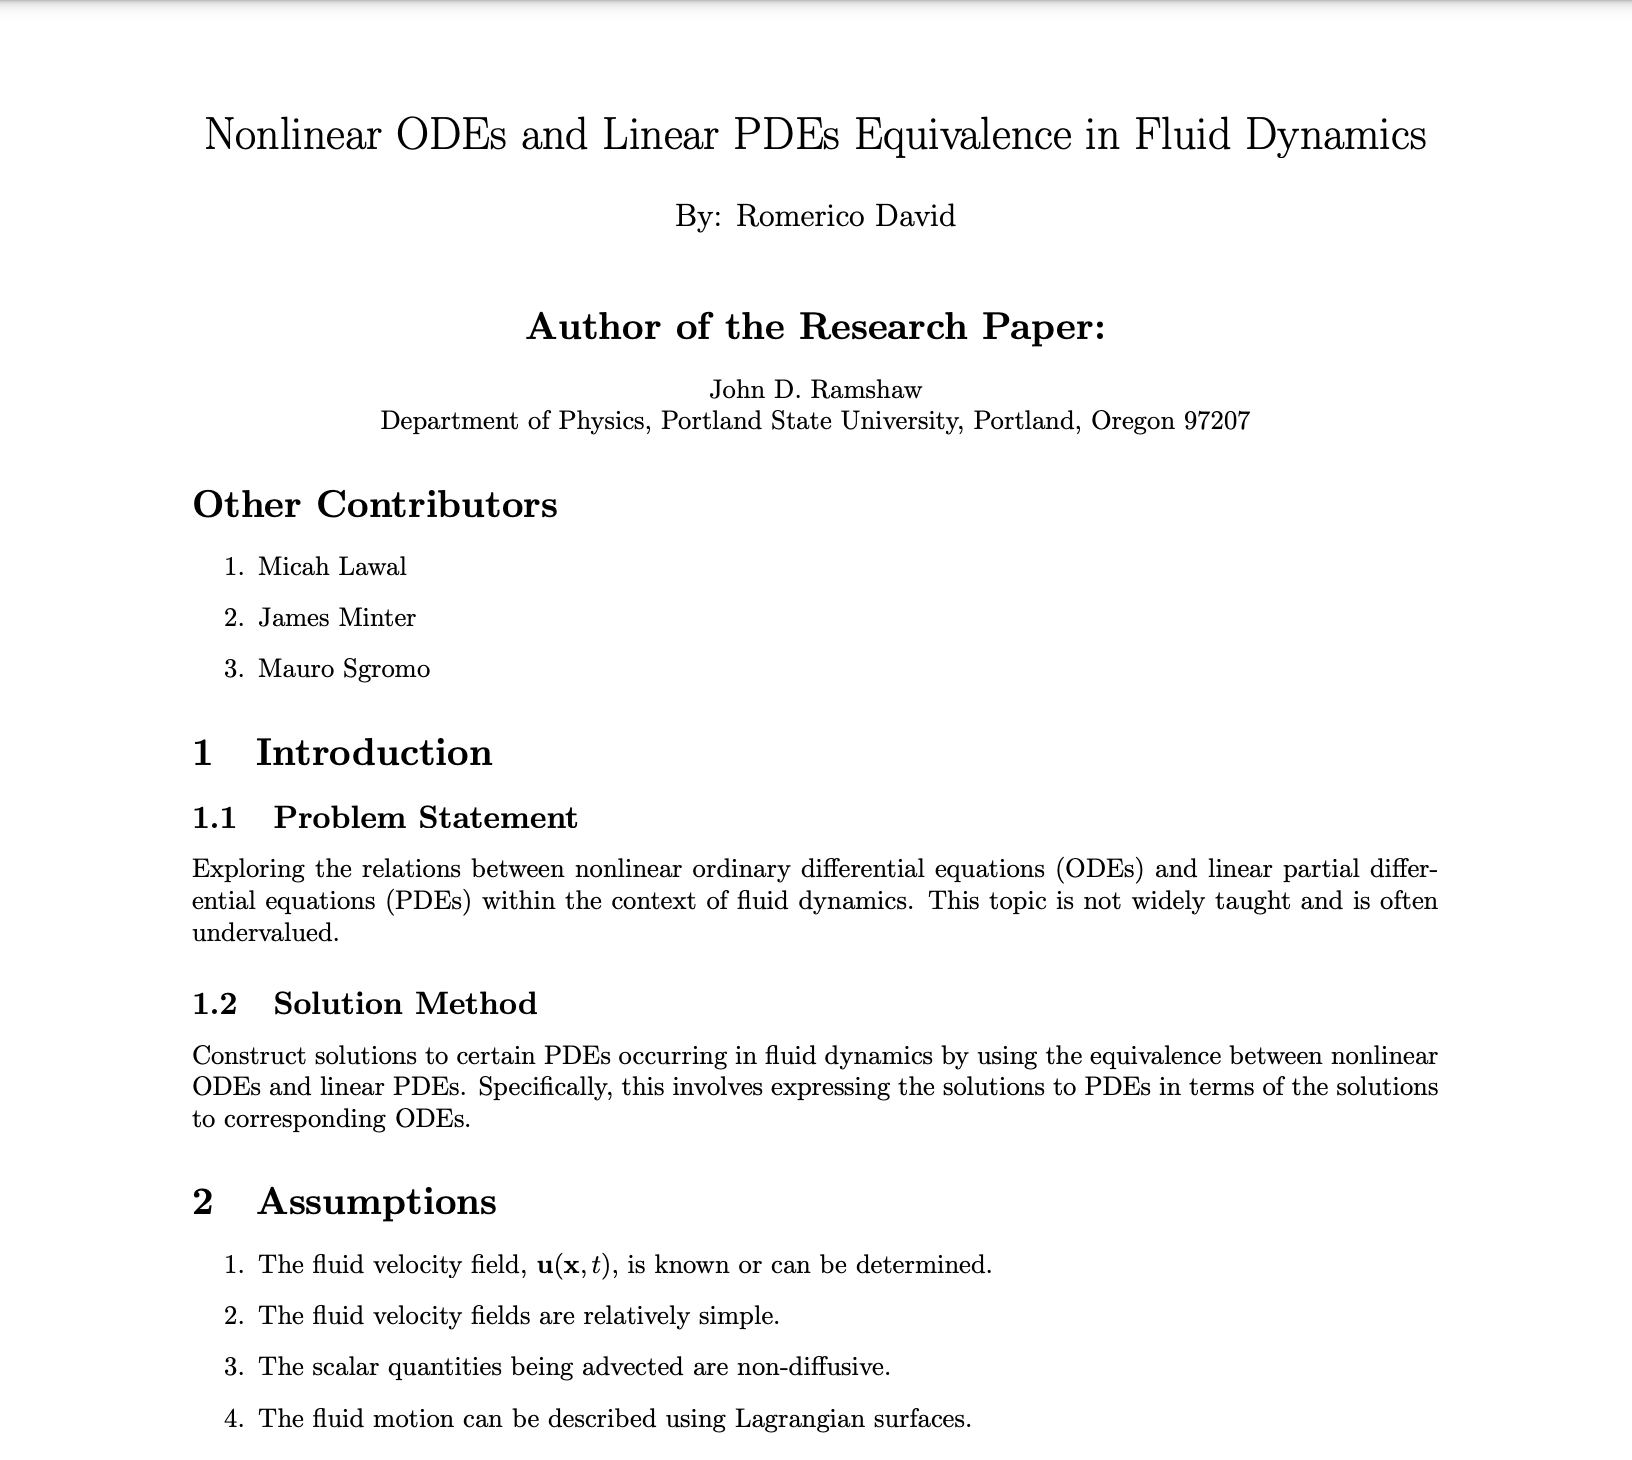 Nonlinear ODEs and Linear PDEs Equivalence in Fluid Dynamics
By: Romerico David
Author of the Research Paper:
John D. Ramshaw
Department of Physics, Portland State University, Portland, Oregon 97207
Other Contributors
1. Micah Lawal
2. James Minter
3. Mauro Sgromo
1 Introduction
1.1 Problem Statement
Exploring the relations between nonlinear ordinary differential equations (ODEs) and linear partial differ-
ential equations (PDEs) within the context of fluid dynamics. This topic is not widely taught and is often
undervalued.
1.2 Solution Method
Construct solutions to certain PDEs occurring in fluid dynamics by using the equivalence between nonlinear
ODEs and linear PDEs. Specifically, this involves expressing the solutions to PDEs in terms of the solutions
to corresponding ODEs.
2 Assumptions
1. The fluid velocity field, u(x, t), is known or can be determined.
2. The fluid velocity fields are relatively simple.
3. The scalar quantities being advected are non-diffusive.
4. The fluid motion can be described using Lagrangian surfaces.